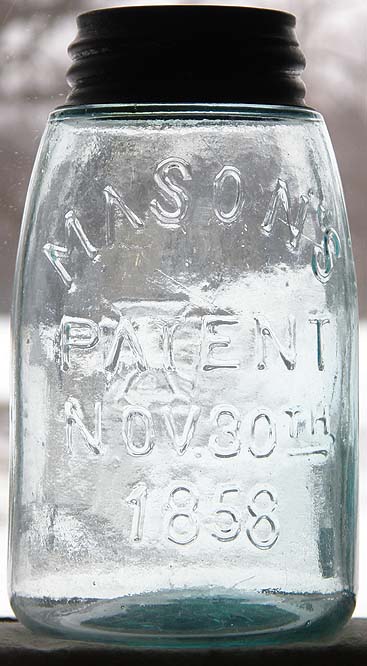 MASON'S
PATENT
NOV. 30TH
1858